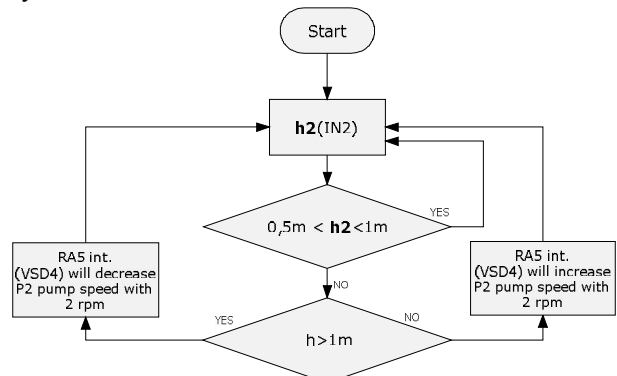 Start
h2(IN2)
0,5m < h2<1m
YES
RA5 int.
(VSD4) will decrease
P2 pump speed with
2 rpm
RA5 int.
(VSD4) will increase
P2 pump speed with
2 rpm
NO
YES
NO
h>1m